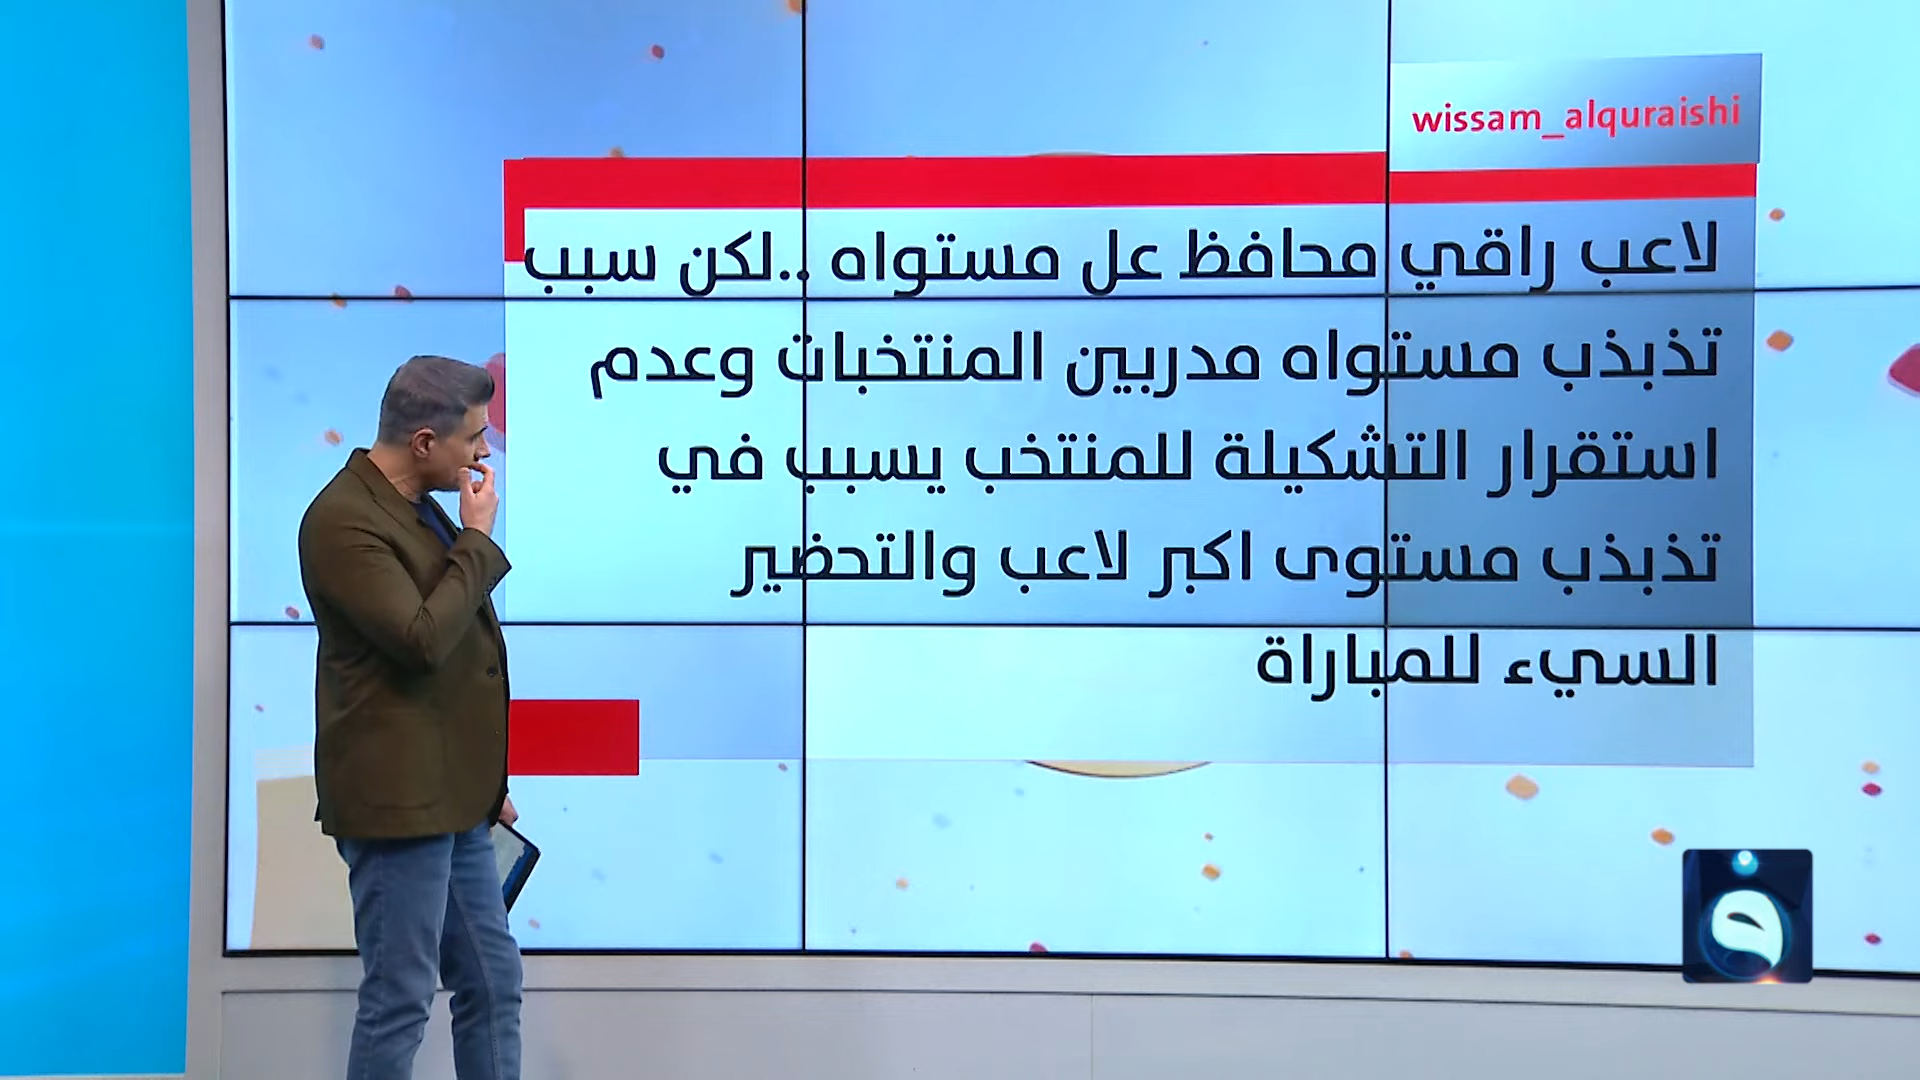 wissam_alquraishi
لاعب راقي محافظ عل مستواه ..لكن سبب
تذبذب مستواه مدربين المنتخبات وعدم
استقرار التشكيلة للمنتخب يسبب في
تذبذب مستوى اكبر لاعب والتحضير
السيء للمباراة